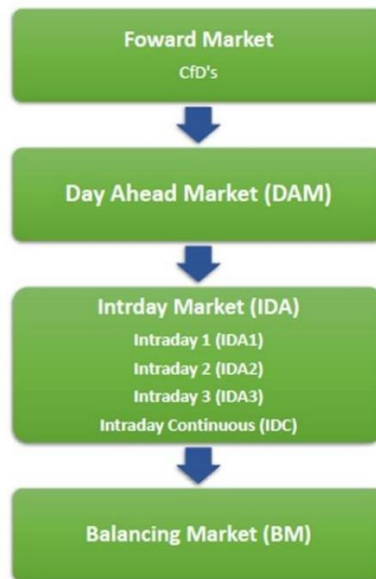 Foward Market
CfD's
Day Ahead Market (DAM)
Intrday Market (IDA)
Intraday 1 (IDA1)
Intraday 2 (IDA2)
Intraday 3 (IDA3)
Intraday Continuous (IDC)
Balancing Market (BM)